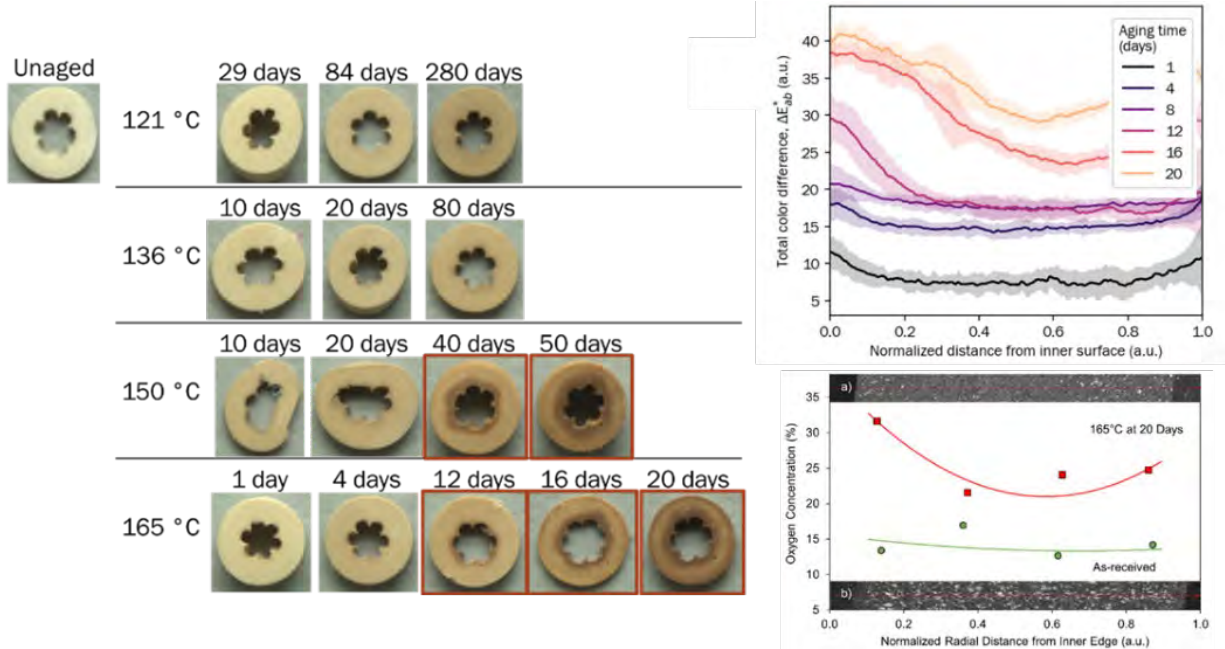 Unaged
121 °C
29 days 84 days 280 days
136 °C
10 days 20 days 80 days
150 °C
10 days 20 days 40 days 50 days
165 °C
1 day 4 days 12 days 16 days 20 days
Total color difference, ΔE*ab (a.u.)
40
35
30
25
20
15
10
5
Aging time
(days)
1
4
8
12
16
20
0.0 0.2 0.4 0.6 0.8 1.0
Normalized distance from inner surface (a.u.)
Oxygen Concentration (%)
35
30
25
20
15
10
5
a)
165°C at 20 Days
As-received
b)
0.0 0.2 0.4 0.6 0.8 1.0
Normalized Radial Distance from Inner Edge (a.u.)